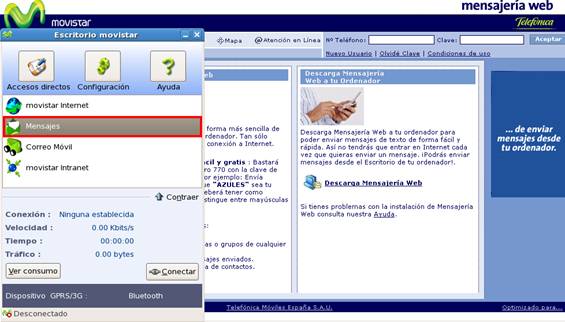 mensajería web
movistar
Telefónica
Escritorio movistar
Mapa
Atención en Línea
Nº Teléfono:
Clave:
Aceptar
Nuevo Usuario | Olvidé Clave | Condiciones de uso
Accesos directos
Configuración
Ayuda
movistar Internet
Mensajes
Correo Móvil
movistar Intranet
Contraer
Conexión : Ninguna establecida
Velocidad : 0.00 Kbits/s
Tiempo : 00:00:00
Tráfico : 0.00 bytes
Ver consumo
Conectar
Dispositivo GPRS/3G : Bluetooth
Desconectado
eb
forma más sencilla de
ordenador. Tan sólo
conexión a Internet.
cil y gratis : Bastará
ro 770 con la clave de
or ejemplo: Envía
ue "AZULES" sea tu
deberá tener como
stingue entre mayúsculas
as o grupos de cualquier
ajes enviados.
a de contactos.
Descarga Mensajería
Web a tu Ordenador
Descarga Mensajería Web a tu ordenador para
poder enviar mensajes de texto de forma fácil y
rápida. Así no tendrás que entrar en Internet cada
vez que quieras enviar un mensaje. ¡Podrás enviar
mensajes desde el Escritorio de tu ordenador!.
Descarga Mensajería Web
Si tienes problemas con la instalación de Mensajería
Web consulta nuestra Ayuda.
... de enviar
mensajes desde
tu ordenador.
Telefónica Móviles España S.A.U.
Optimizado para...